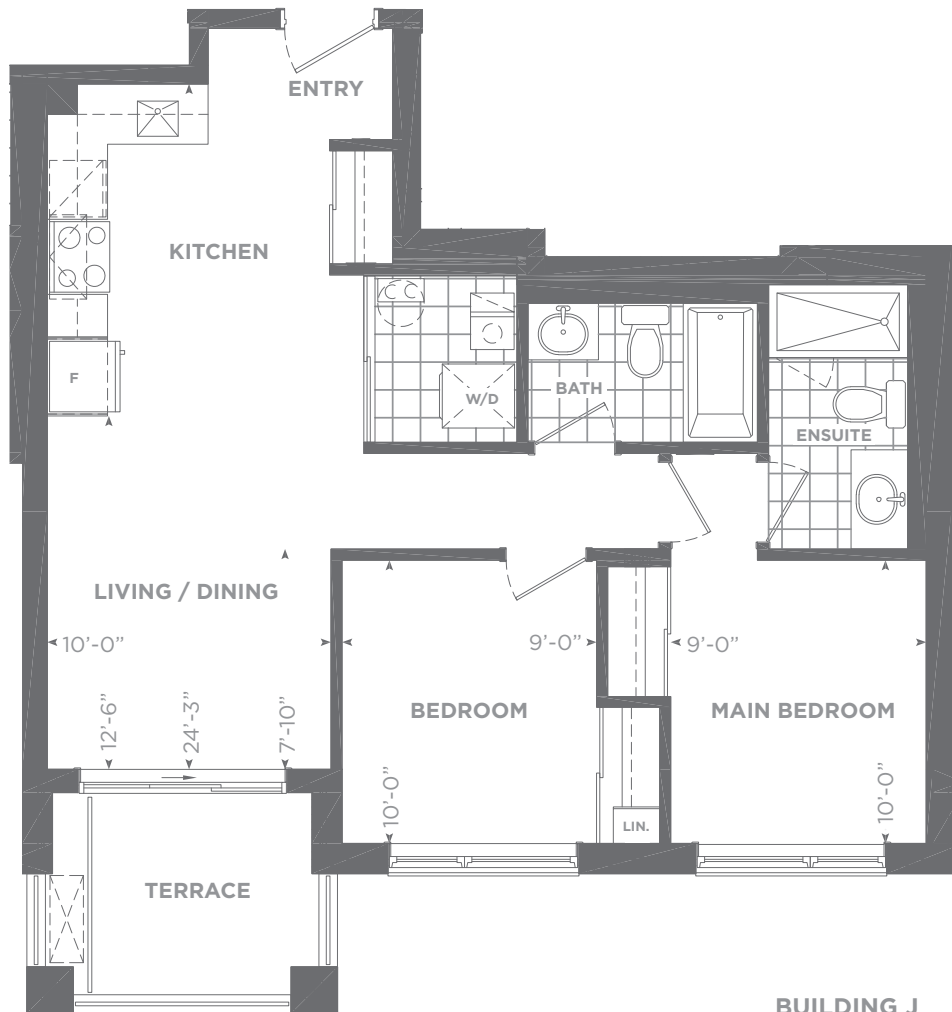 ENTRY
KITCHEN
C C
F
W/D
BATH
ENSUITE
LIVING / DINING
10'-0”
9'-0”
9'-0”
BEDROOM
MAIN BEDROOM
12'-6”
24'-3”
7'-10”
10'-0”
10'-0”
LIN.
TERRACE
BUILDING J